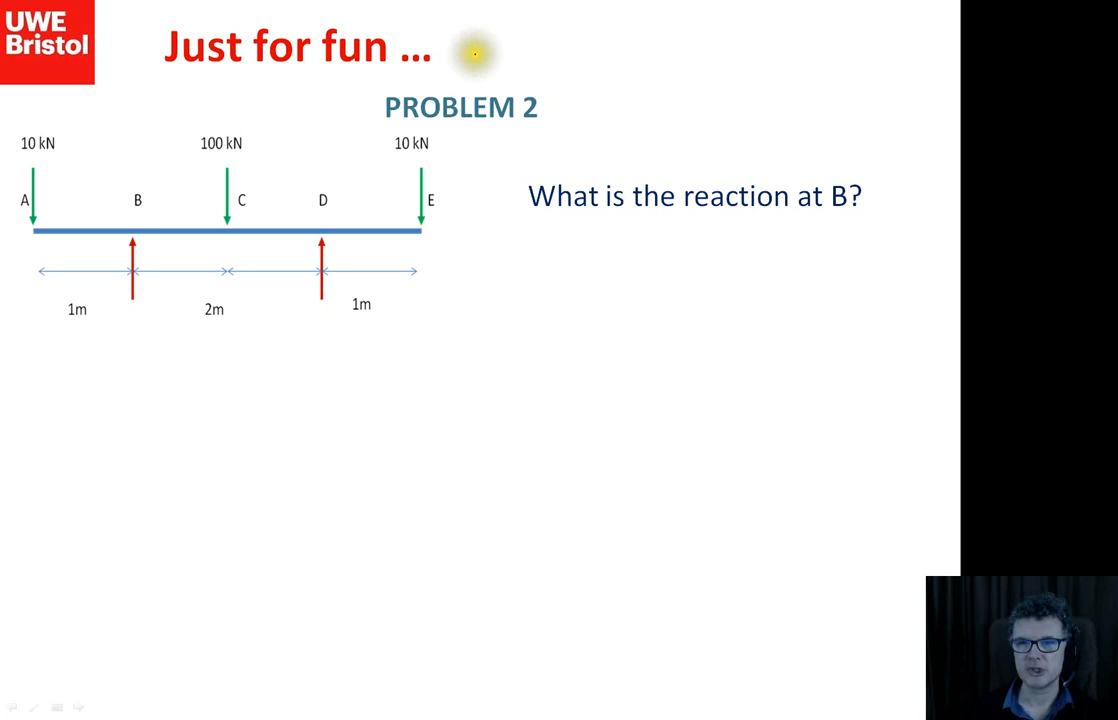 UWE
Bristol
Just for fun ...
PROBLEM 2
10 kN 100 kN 10 kN
A B C D E
What is the reaction at B?
1m 2m 1m